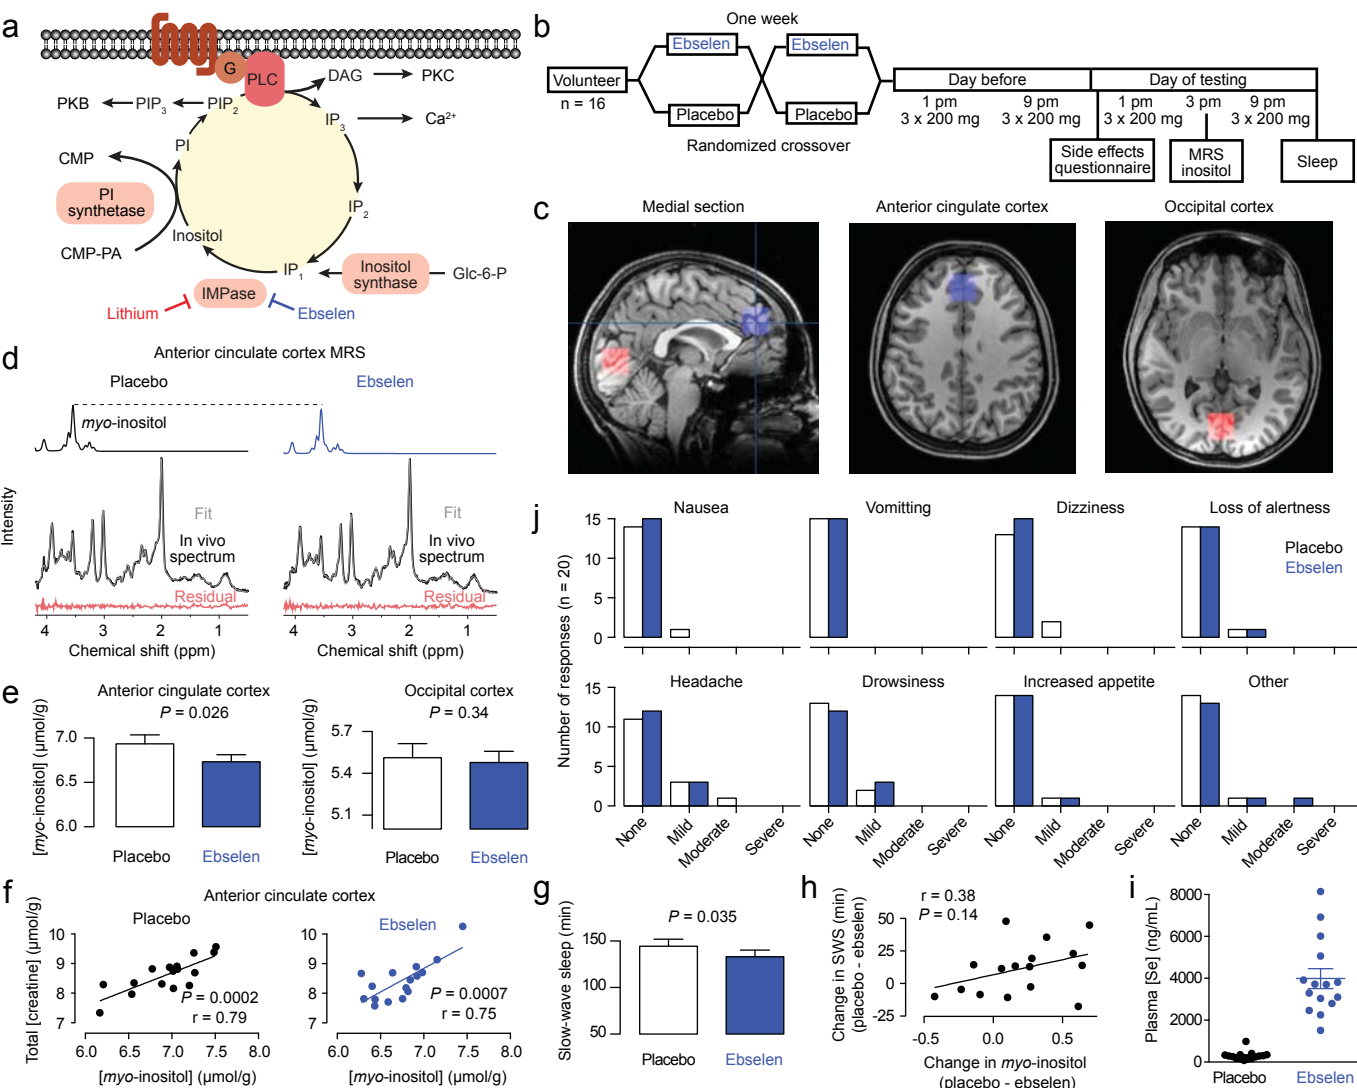 a
G
PLC
DAG
PKC
PKB
PIP3
PIP2
IP3
Ca2+
PI
CMP
PI
synthetase
IP2
Inositol
CMP-PA
IP1
Inositol
synthase
Glc-6-P
IMPase
Lithium
Ebselen
b
One week
Ebselen
Ebselen
Volunteer
n = 16
Placebo
Placebo
Randomized crossover
Day before
Day of testing
1 pm
3 x 200 mg
9 pm
3 x 200 mg
1 pm
3 x 200 mg
3 pm
9 pm
3 x 200 mg
Side effects
questionnaire
MRS
inositol
Sleep
c
Medial section
Anterior cingulate cortex
Occipital cortex
d
Anterior cinculate cortex MRS
Placebo
Ebselen
myo-inositol
Intensity
Fit
In vivo
spectrum
Residual
4 3 2 1
Chemical shift (ppm)
Fit
In vivo
spectrum
Residual
4 3 2 1
Chemical shift (ppm)
e
Anterior cingulate cortex
P = 0.026
[myo-inositol] (µmol/g)
7.0
6.5
6.0
Placebo
Ebselen
Occipital cortex
P = 0.34
[myo-inositol] (µmol/g)
5.7
5.4
5.1
Placebo
Ebselen
f
Anterior cinculate cortex
Placebo
Total [creatine] (µmol/g)
10
9
8
7
P = 0.0002
r = 0.79
6.0 6.5 7.0 7.5 8.0
[myo-inositol] (µmol/g)
Ebselen
10
9
8
7
P = 0.0007
r = 0.75
6.0 6.5 7.0 7.5 8.0
[myo-inositol] (µmol/g)
g
P = 0.035
Slow-wave sleep (min)
150
100
50
Placebo
Ebselen
h
r = 0.38
P = 0.14
Change in SWS (min)
(placebo - ebselen)
50
25
0
-25
-0.5 0.0 0.5
Change in myo-inositol
(placebo - ebselen)
i
Plasma [Se] (ng/mL)
8000
6000
4000
2000
0
Placebo
Ebselen
j
Number of responses (n = 20)
Nausea
Vomitting
Dizziness
Loss of alertness
15
10
5
0
Placebo
Ebselen
Headache
Drowsiness
Increased appetite
Other
15
10
5
0
None Mild Moderate Severe
None Mild Moderate Severe
None Mild Moderate Severe
None Mild Moderate Severe